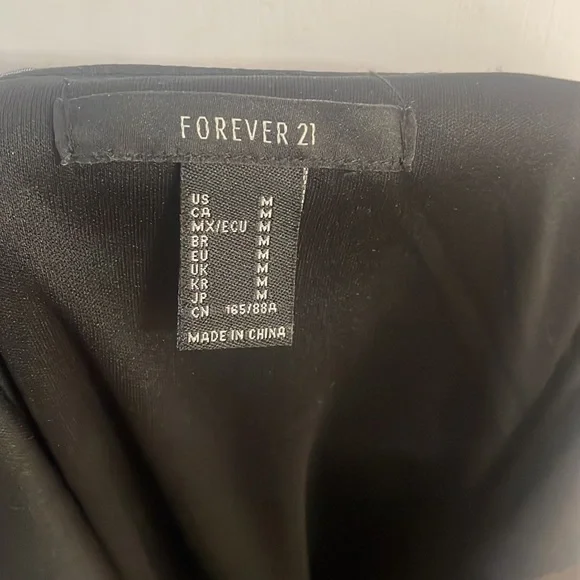 FOREVER 21
US M
CA M
MX/ECU M
BR M
EU M
UK M
KR M
JP M
CN 165/88A
MADE IN CHINA